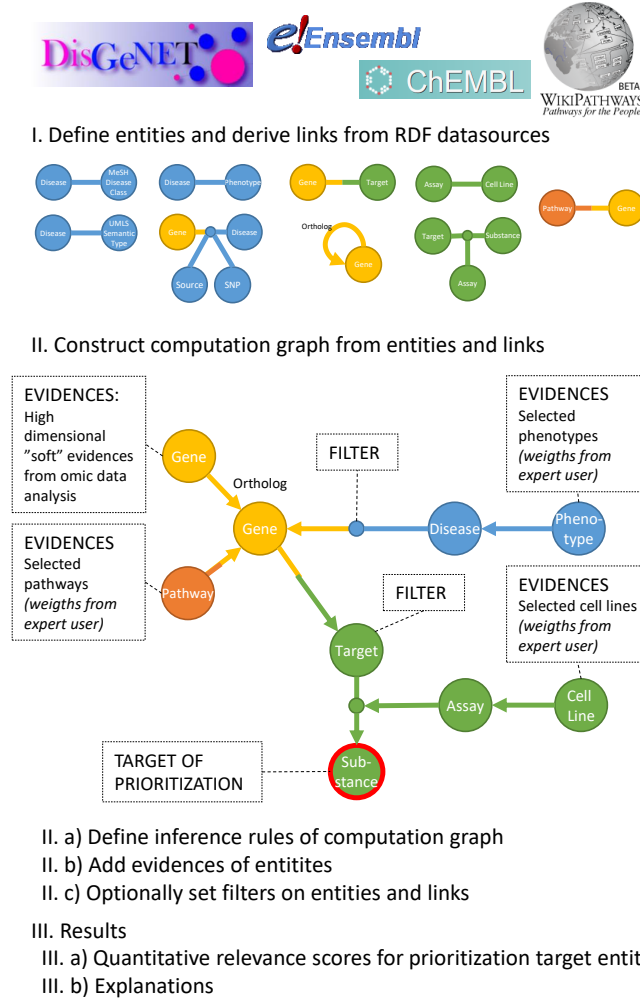 DisGeNET
e!Ensembl
ChEMBL
BETA
WIKIPATHWAYS
Pathways for the People
I. Define entities and derive links from RDF datasources
Disease
MeSH
Disease
Class
Disease
Phenotype
Gene
Target
Assay
Cell Line
Pathway
Gene
Disease
UMLS
Semantic
Type
Gene
Disease
Source
SNP
Ortholog
Gene
Target
Substance
Assay
II. Construct computation graph from entities and links
EVIDENCES:
High
dimensional
”soft” evidences
from omic data
analysis
Gene
Ortholog
Gene
FILTER
EVIDENCES
Selected
phenotypes
(weigths from
expert user)
Disease
Pheno-
type
EVIDENCES
Selected
pathways
(weigths from
expert user)
Pathway
FILTER
EVIDENCES
Selected cell lines
(weigths from
expert user)
Target
Assay
Cell
Line
TARGET OF
PRIORITIZATION
Sub-
stance
II. a) Define inference rules of computation graph
II. b) Add evidences of entitites
II. c) Optionally set filters on entities and links
III. Results
III. a) Quantitative relevance scores for prioritization target entit
III. b) Explanations